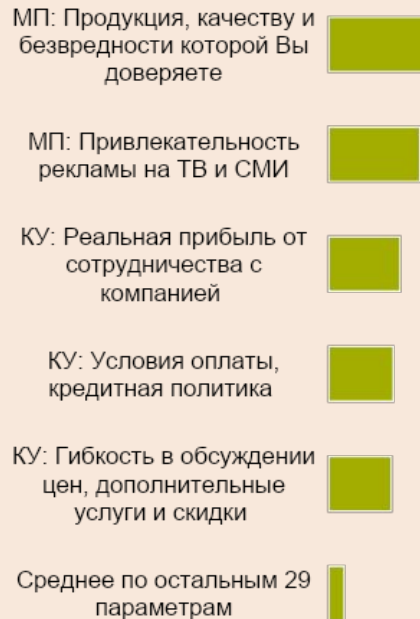 МП: Продукция, качеству и
безвредности которой Вы
доверяете
МП: Привлекательность
рекламы на ТВ и СМИ
КУ: Реальная прибыль от
сотрудничества с
компанией
КУ: Условия оплаты,
кредитная политика
КУ: Гибкость в обсуждении
цен, дополнительные
услуги и скидки
Среднее по остальным 29
параметрам